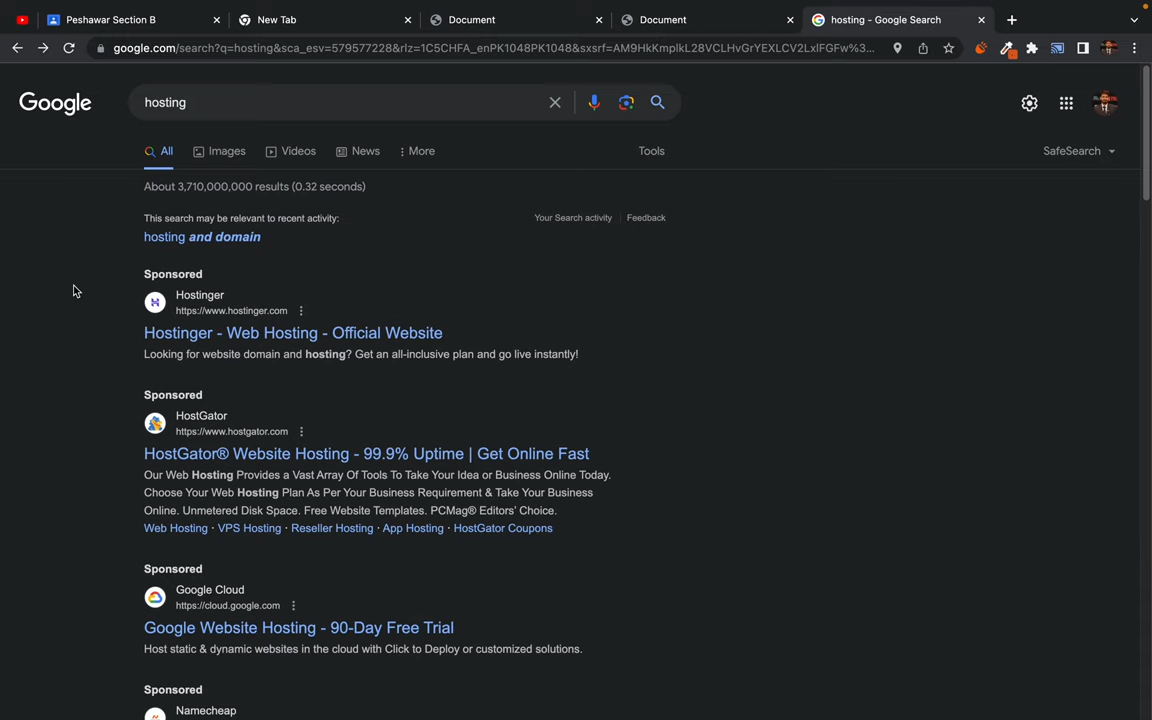 Peshawar Section B
New Tab
Document
Document
hosting - Google Search
google.com/search?q=hosting&sca_esv=579577228&rlz=1C5CHFA_enPK1048PK1048&sxsrf=AM9HkKmplkL28VCLHvGrYEXLCV2LxlFGFw%3...
Google
hosting
All
Images
Videos
News
More
Tools
SafeSearch
About 3,710,000,000 results (0.32 seconds)
This search may be relevant to recent activity:
Your Search activity
Feedback
hosting and domain
Sponsored
Hostinger
https://www.hostinger.com
Hostinger - Web Hosting - Official Website
Looking for website domain and hosting? Get an all-inclusive plan and go live instantly!
Sponsored
HostGator
https://www.hostgator.com
HostGator® Website Hosting - 99.9% Uptime | Get Online Fast
Our Web Hosting Provides a Vast Array Of Tools To Take Your Idea or Business Online Today.
Choose Your Web Hosting Plan As Per Your Business Requirement & Take Your Business
Online. Unmetered Disk Space. Free Website Templates. PCMag® Editors' Choice.
Web Hosting · VPS Hosting · Reseller Hosting · App Hosting · HostGator Coupons
Sponsored
Google Cloud
https://cloud.google.com
Google Website Hosting - 90-Day Free Trial
Host static & dynamic websites in the cloud with Click to Deploy or customized solutions.
Sponsored
Namecheap